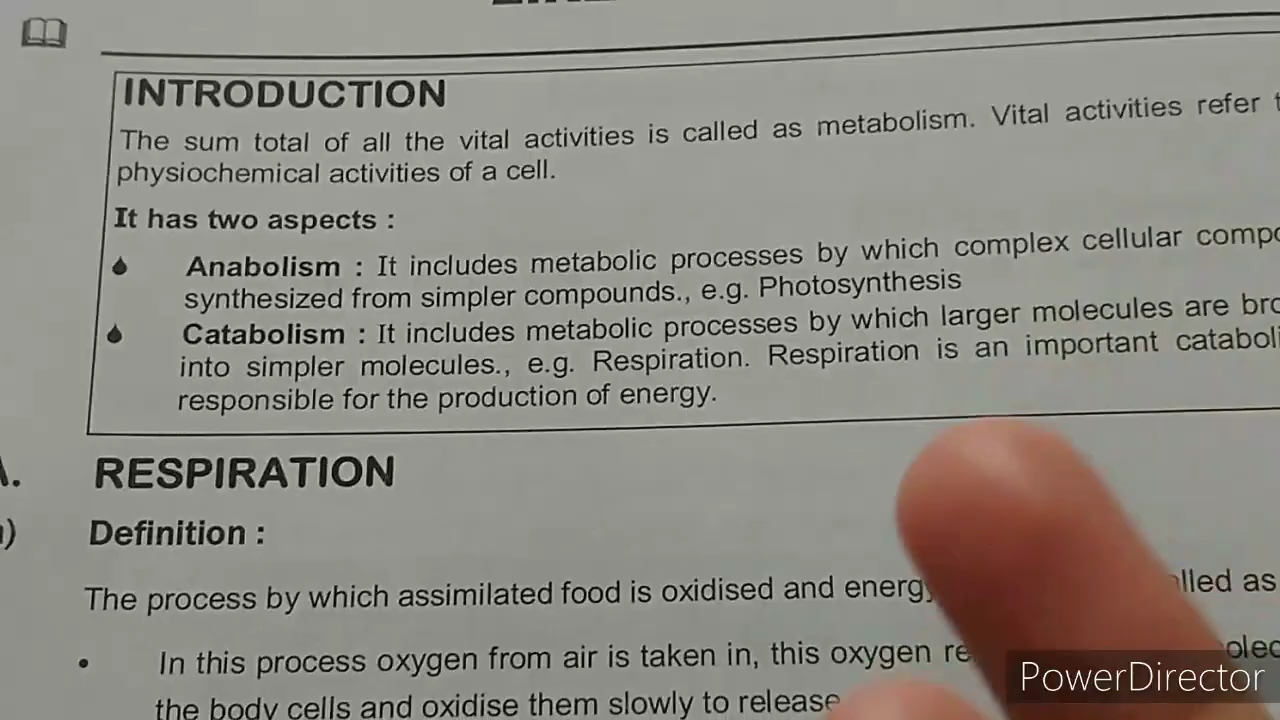 INTRODUCTION
The sum total of all the vital activities is called as metabolism. Vital activities refer
physiochemical activities of a cell.
It has two aspects :
Anabolism : It includes metabolic processes by which complex cellular
synthesized from simpler compounds., e.g. Photosynthesis
Catabolism : It includes metabolic processes by which larger molecules are
into simpler molecules., e.g. Respiration. Respiration is an important
responsible for the production of energy.
A. RESPIRATION
Definition :
The process by which assimilated food is oxidised and energy as
• In this process oxygen from air is taken in, this oxygen
the body cells and oxidise them slowly to release
PowerDirector